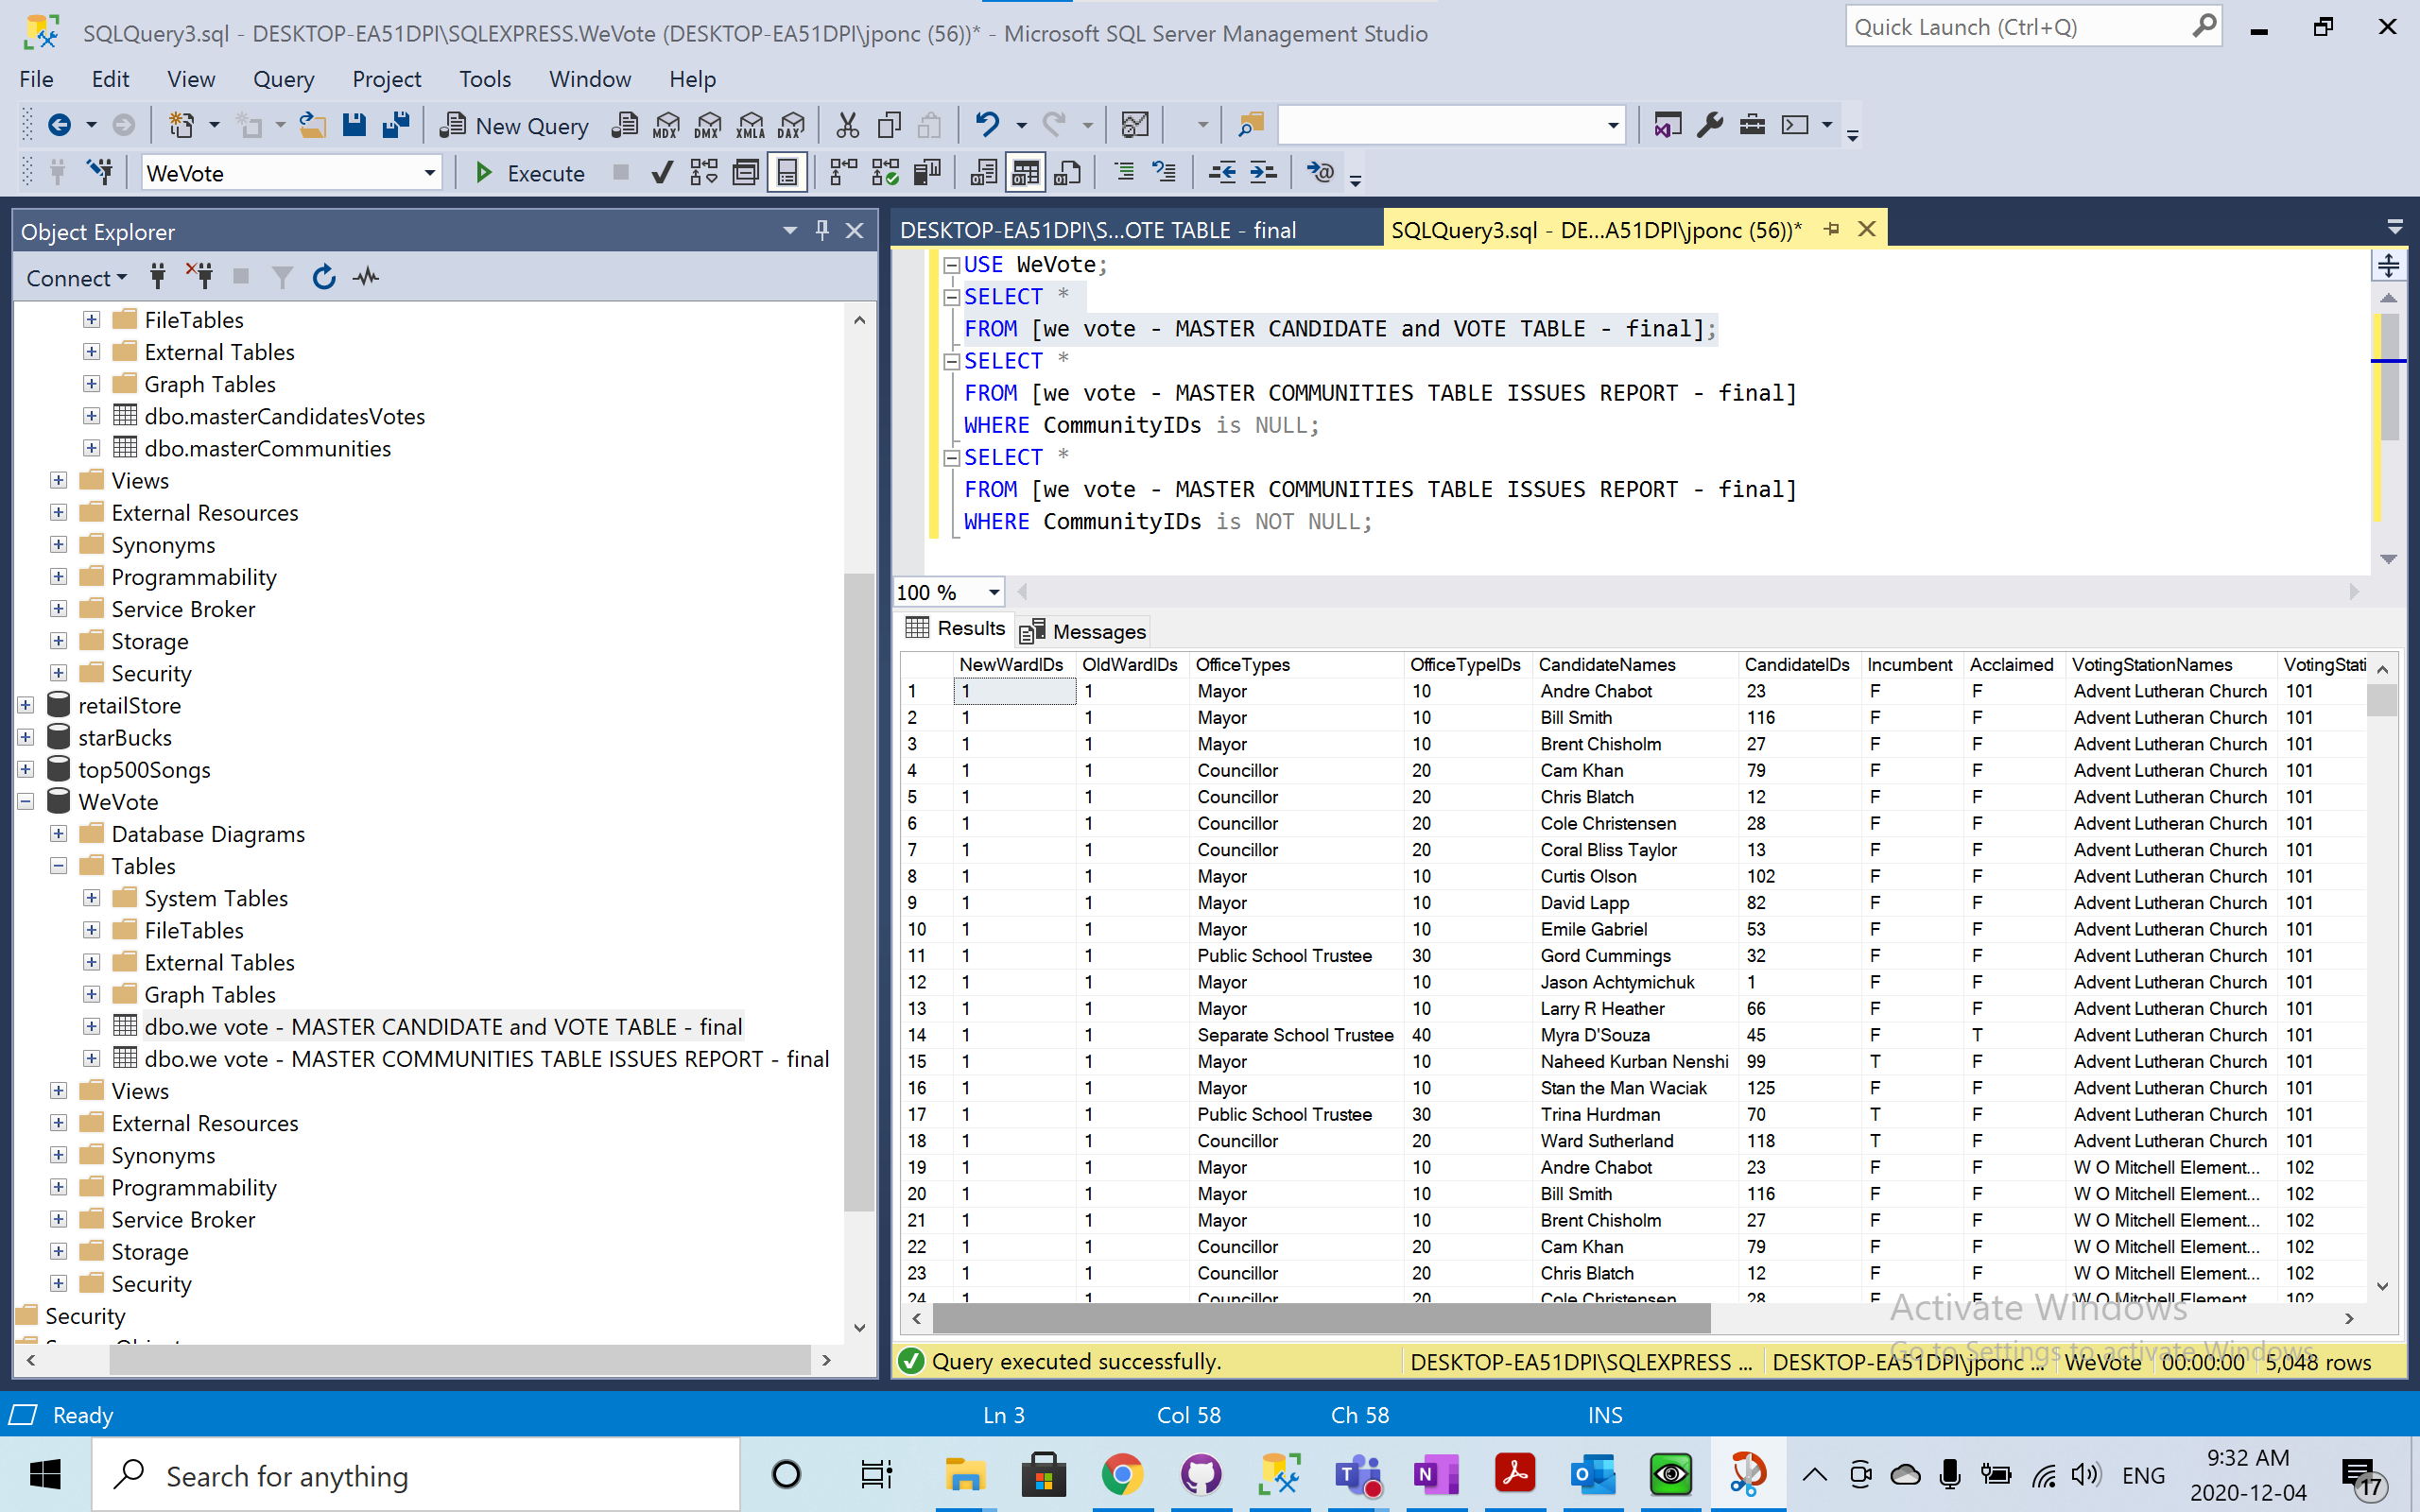 SQLQuery3.sql - DESKTOP-EA51DPI\SQLEXPRESS.WeVote (DESKTOP-EA51DPI\jponc (56))* - Microsoft SQL Server Management Studio
Quick Launch (Ctrl+Q)
File Edit View Query Project Tools Window Help
New Query MDX DMX XMLA DAX
WeVote Execute
Object Explorer
Connect
FileTables
External Tables
Graph Tables
dbo.masterCandidatesVotes
dbo.masterCommunities
Views
External Resources
Synonyms
Programmability
Service Broker
Storage
Security
retailStore
starBucks
top500Songs
WeVote
Database Diagrams
Tables
System Tables
FileTables
External Tables
Graph Tables
dbo.we vote - MASTER CANDIDATE and VOTE TABLE - final
dbo.we vote - MASTER COMMUNITIES TABLE ISSUES REPORT - final
Views
External Resources
Synonyms
Programmability
Service Broker
Storage
Security
Security
DESKTOP-EA51DPI\S...OTE TABLE - final
SQLQuery3.sql - DE...A51DPI\jponc (56))*
USE WeVote;
SELECT *
FROM [we vote - MASTER CANDIDATE and VOTE TABLE - final];
SELECT *
FROM [we vote - MASTER COMMUNITIES TABLE ISSUES REPORT - final]
WHERE CommunityIDs is NULL;
SELECT *
FROM [we vote - MASTER COMMUNITIES TABLE ISSUES REPORT - final]
WHERE CommunityIDs is NOT NULL;
100 %
Results Messages
NewWardIDs OldWardIDs OfficeTypes OfficeTypeIDs CandidateNames CandidateIDs Incumbent Acclaimed VotingStationNames VotingStati
1 1 1 Mayor 10 Andre Chabot 23 F F Advent Lutheran Church 101
2 1 1 Mayor 10 Bill Smith 116 F F Advent Lutheran Church 101
3 1 1 Mayor 10 Brent Chisholm 27 F F Advent Lutheran Church 101
4 1 1 Councillor 20 Cam Khan 79 F F Advent Lutheran Church 101
5 1 1 Councillor 20 Chris Blatch 12 F F Advent Lutheran Church 101
6 1 1 Councillor 20 Cole Christensen 28 F F Advent Lutheran Church 101
7 1 1 Councillor 20 Coral Bliss Taylor 13 F F Advent Lutheran Church 101
8 1 1 Mayor 10 Curtis Olson 102 F F Advent Lutheran Church 101
9 1 1 Mayor 10 David Lapp 82 F F Advent Lutheran Church 101
10 1 1 Mayor 10 Emile Gabriel 53 F F Advent Lutheran Church 101
11 1 1 Public School Trustee 30 Gord Cummings 32 F F Advent Lutheran Church 101
12 1 1 Mayor 10 Jason Achtymichuk 1 F F Advent Lutheran Church 101
13 1 1 Mayor 10 Larry R Heather 66 F F Advent Lutheran Church 101
14 1 1 Separate School Trustee 40 Myra D'Souza 45 F T Advent Lutheran Church 101
15 1 1 Mayor 10 Naheed Kurban Nenshi 99 T F Advent Lutheran Church 101
16 1 1 Mayor 10 Stan the Man Waciak 125 F F Advent Lutheran Church 101
17 1 1 Public School Trustee 30 Trina Hurdman 70 T F Advent Lutheran Church 101
18 1 1 Councillor 20 Ward Sutherland 118 T F Advent Lutheran Church 101
19 1 1 Mayor 10 Andre Chabot 23 F F W O Mitchell Element... 102
20 1 1 Mayor 10 Bill Smith 116 F F W O Mitchell Element... 102
21 1 1 Mayor 10 Brent Chisholm 27 F F W O Mitchell Element... 102
22 1 1 Councillor 20 Cam Khan 79 F F W O Mitchell Element... 102
23 1 1 Councillor 20 Chris Blatch 12 F F W O Mitchell Element... 102
24 1 1 Councillor 20 Cole Christensen 28 F F W O Mitchell Element... 102
Activate Windows
Go to Settings to activate Windows.
Query executed successfully. DESKTOP-EA51DPI\SQLEXPRESS ... DESKTOP-EA51DPI\jponc ... WeVote 00:00:00 5,048 rows
Ready Ln 3 Col 58 Ch 58 INS
Search for anything
ENG
9:32 AM
2020-12-04
17